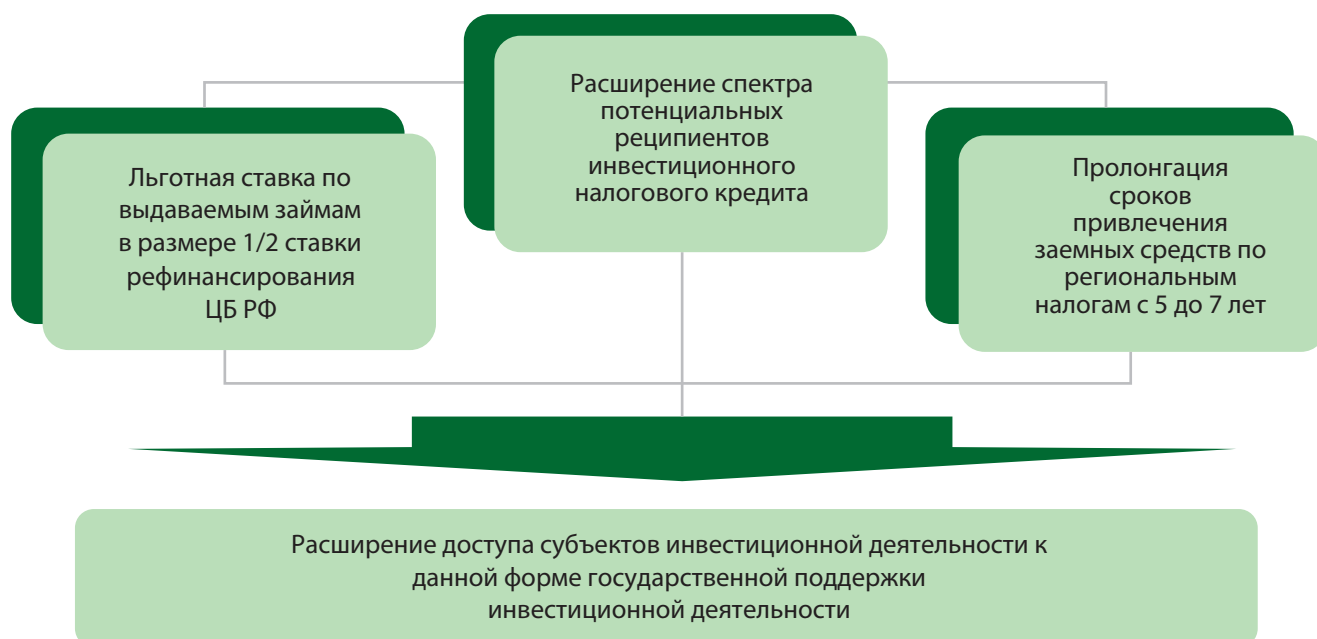 Расширение спектра
потенциальных
реципиентов
инвестиционного
налогового кредита
Льготная ставка по
выдаваемым займам
в размере 1/2 ставки
рефинансирования
ЦБ РФ
Пролонгация
сроков
привлечения
заемных средств по
региональным
налогам с 5 до 7 лет
Расширение доступа субъектов инвестиционной деятельности к
данной форме государственной поддержки
инвестиционной деятельности